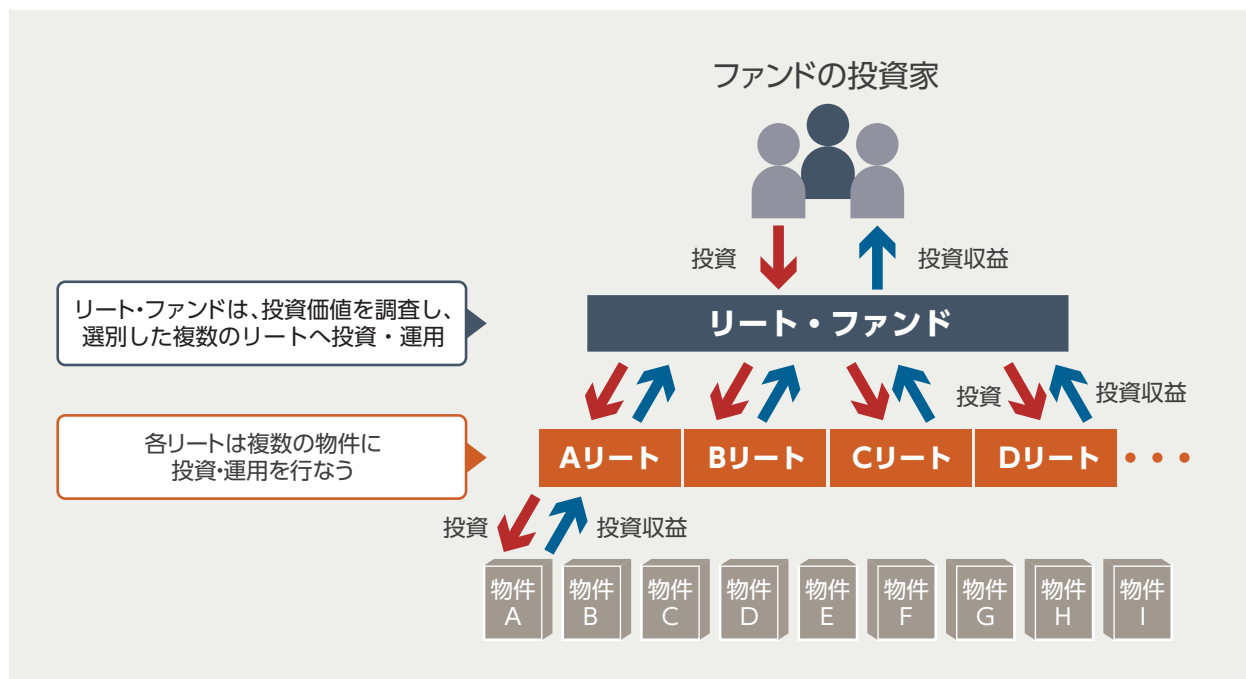 ファンドの投資家
投資
投資収益
リート・ファンドは、投資価値を調査し、
選別した複数のリートへ投資・運用
リート・ファンド
投資
投資収益
各リートは複数の物件に
投資・運用を行なう
Aリート
Bリート
Cリート
Dリート
・・・
投資
投資収益
物件
A
物件
B
物件
C
物件
D
物件
E
物件
F
物件
G
物件
H
物件
I